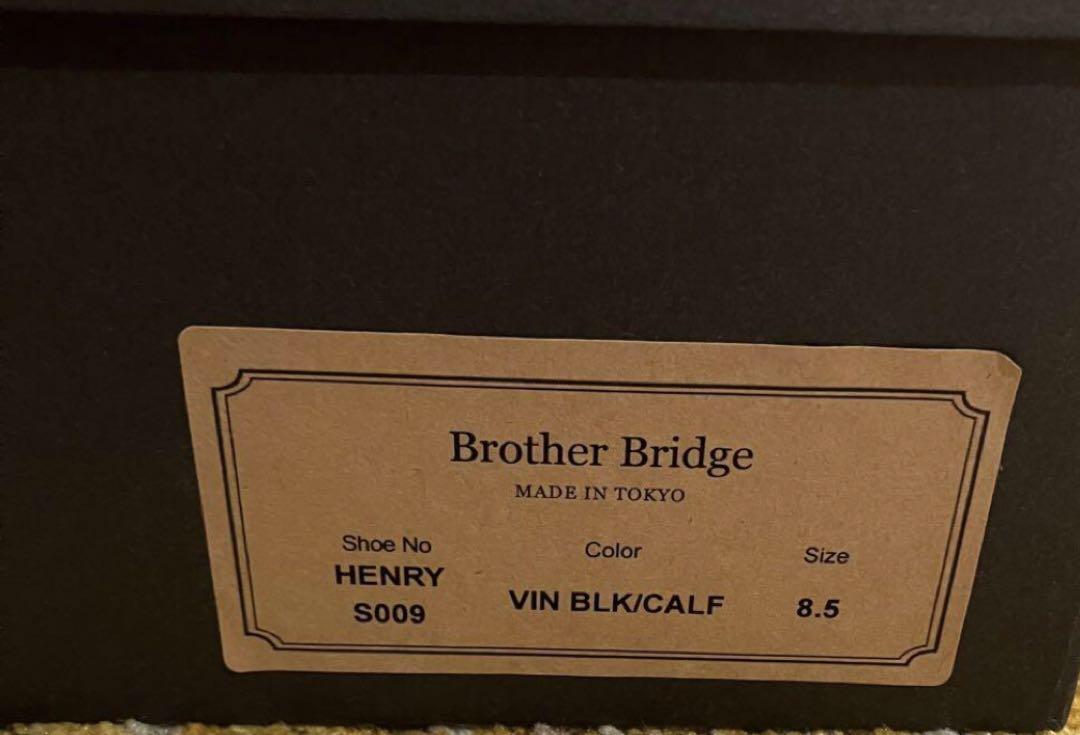 Brother Bridge
MADE IN TOKYO
Shoe No Color Size
HENRY
S009 VIN BLK/CALF 8.5